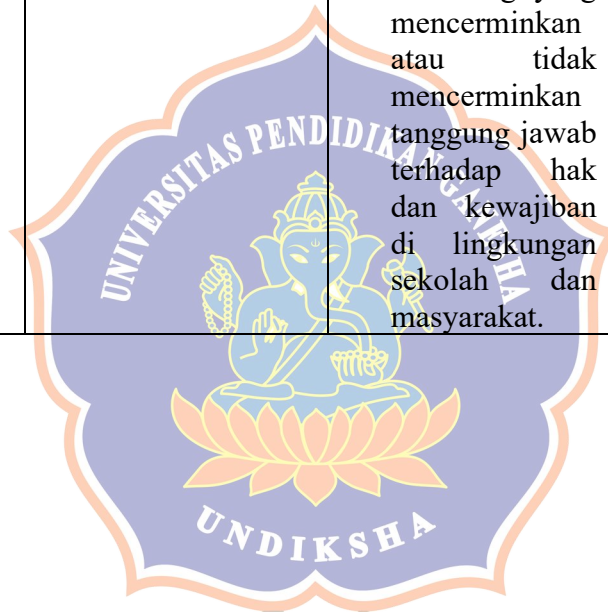 mencerminkan
atau tidak
mencerminkan
tanggung jawab
terhadap hak
dan kewajiban
di lingkungan
sekolah dan
masyarakat.
UNIVERSITAS PENDIDIKAN GANESHA
UNDIKSHA